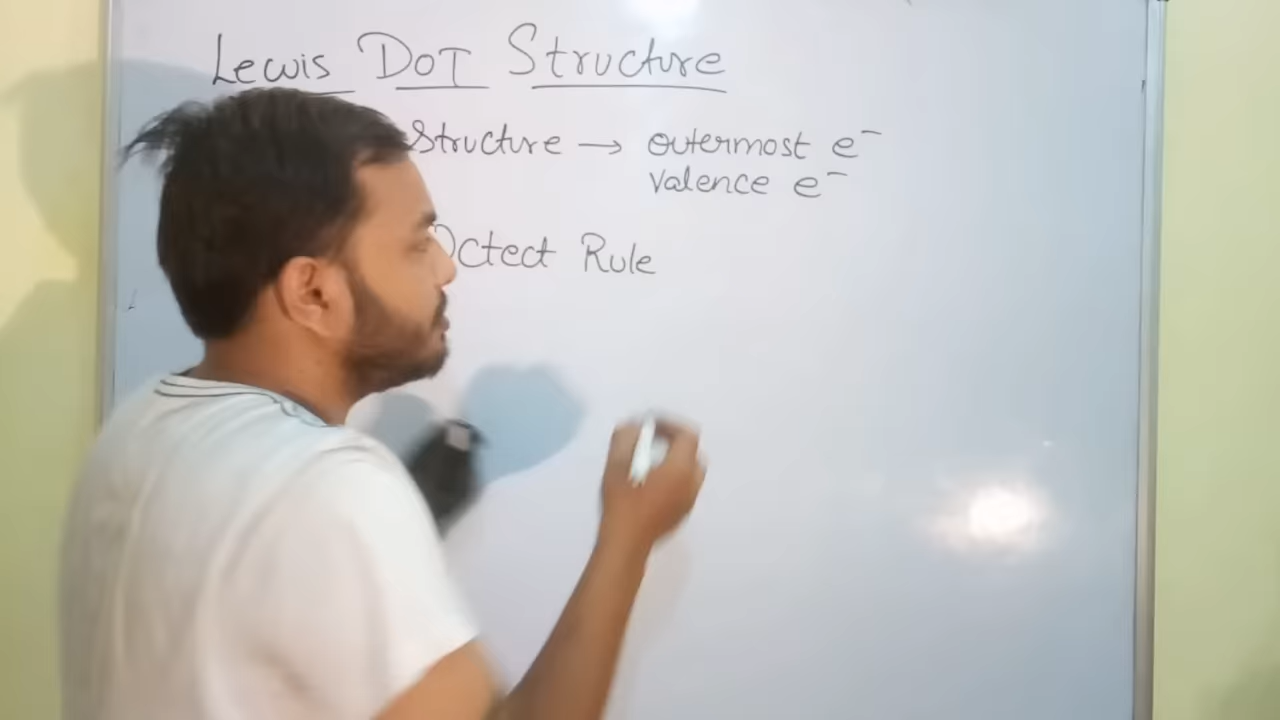 Lewis DOT Structure
Structure → outermost e⁻
valence e⁻
Octect Rule